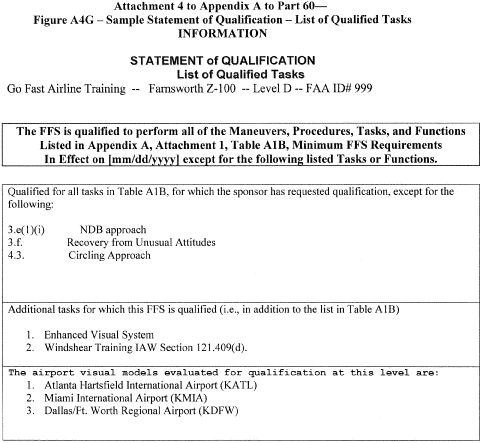 Attachment 4 to Appendix A to Part 60—
Figure A4G – Sample Statement of Qualification – List of Qualified Tasks
INFORMATION
STATEMENT of QUALIFICATION
List of Qualified Tasks
Go Fast Airline Training -- Farnsworth Z-100 -- Level D -- FAA ID# 999
The FFS is qualified to perform all of the Maneuvers, Procedures, Tasks, and Functions
Listed in Appendix A, Attachment 1, Table A1B, Minimum FFS Requirements
In Effect on [mm/dd/yyyy] except for the following listed Tasks or Functions.
Qualified for all tasks in Table A1B, for which the sponsor has requested qualification, except for the
following:
3.e(1)(i) NDB approach
3.f. Recovery from Unusual Attitudes
4.3. Circling Approach
Additional tasks for which this FFS is qualified (i.e., in addition to the list in Table A1B)
1. Enhanced Visual System
2. Windshear Training IAW Section 121.409(d).
The airport visual models evaluated for qualification at this level are:
1. Atlanta Hartsfield International Airport (KATL)
2. Miami International Airport (KMIA)
3. Dallas/Ft. Worth Regional Airport (KDFW)